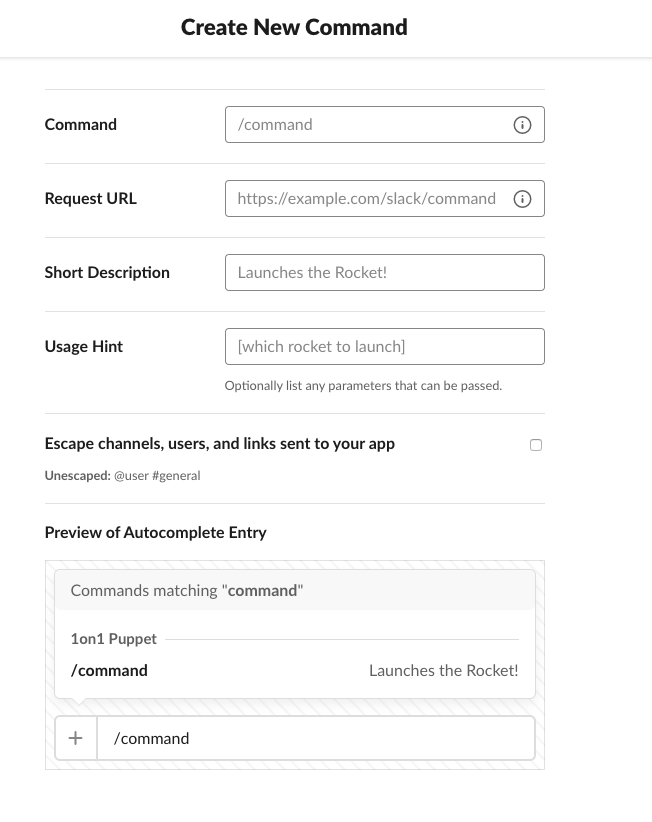 Create New Command
Command
/command
Request URL
https://example.com/slack/command
Short Description
Launches the Rocket!
Usage Hint
[which rocket to launch]
Optionally list any parameters that can be passed.
Escape channels, users, and links sent to your app
Unescaped: @user #general
Preview of Autocomplete Entry
Commands matching "command"
1on1 Puppet
/command Launches the Rocket!
+ /command